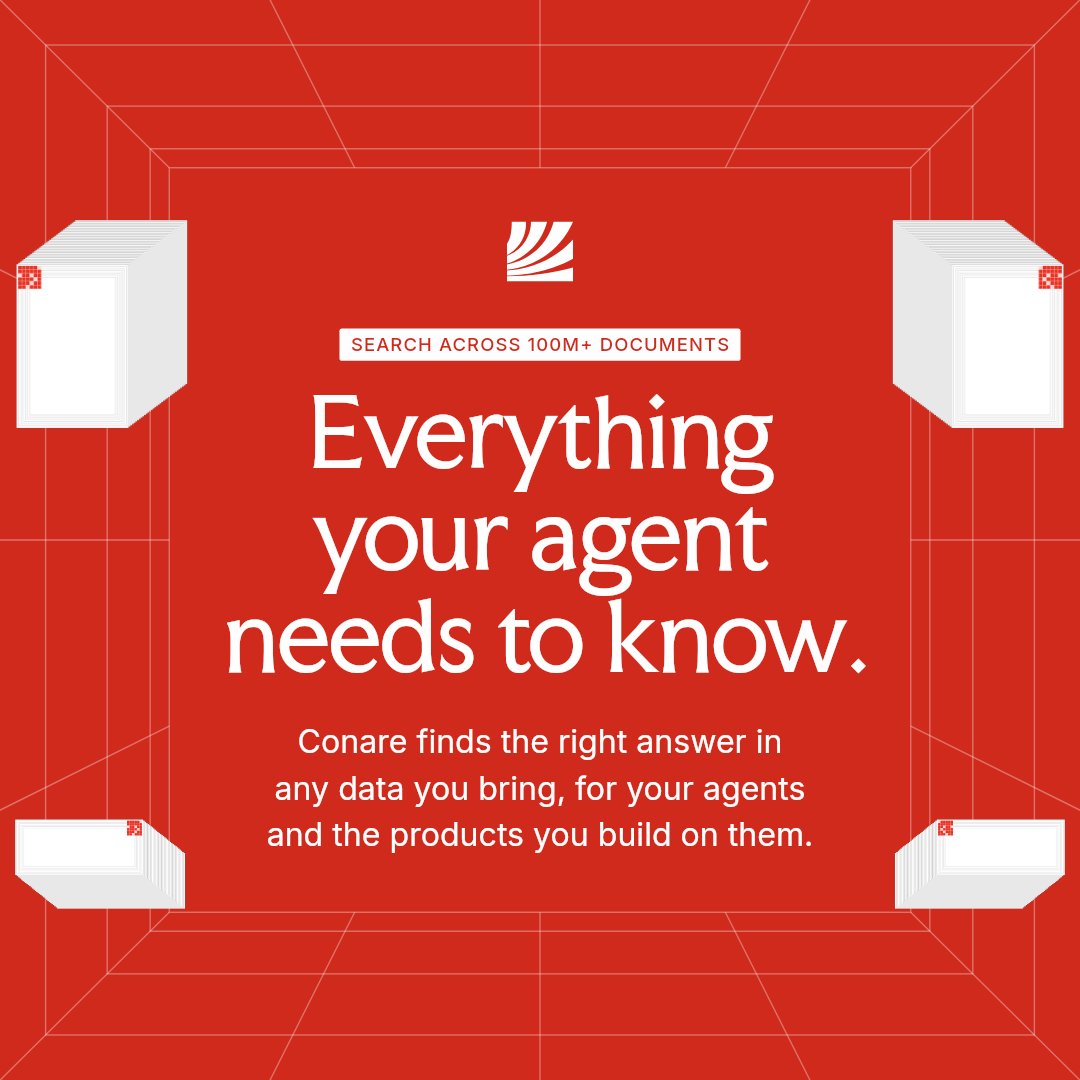 SEARCH ACROSS 100M+ DOCUMENTS
Everything
your agent
needs to know.
Conare finds the right answer in
any data you bring, for your agents
and the products you build on them.